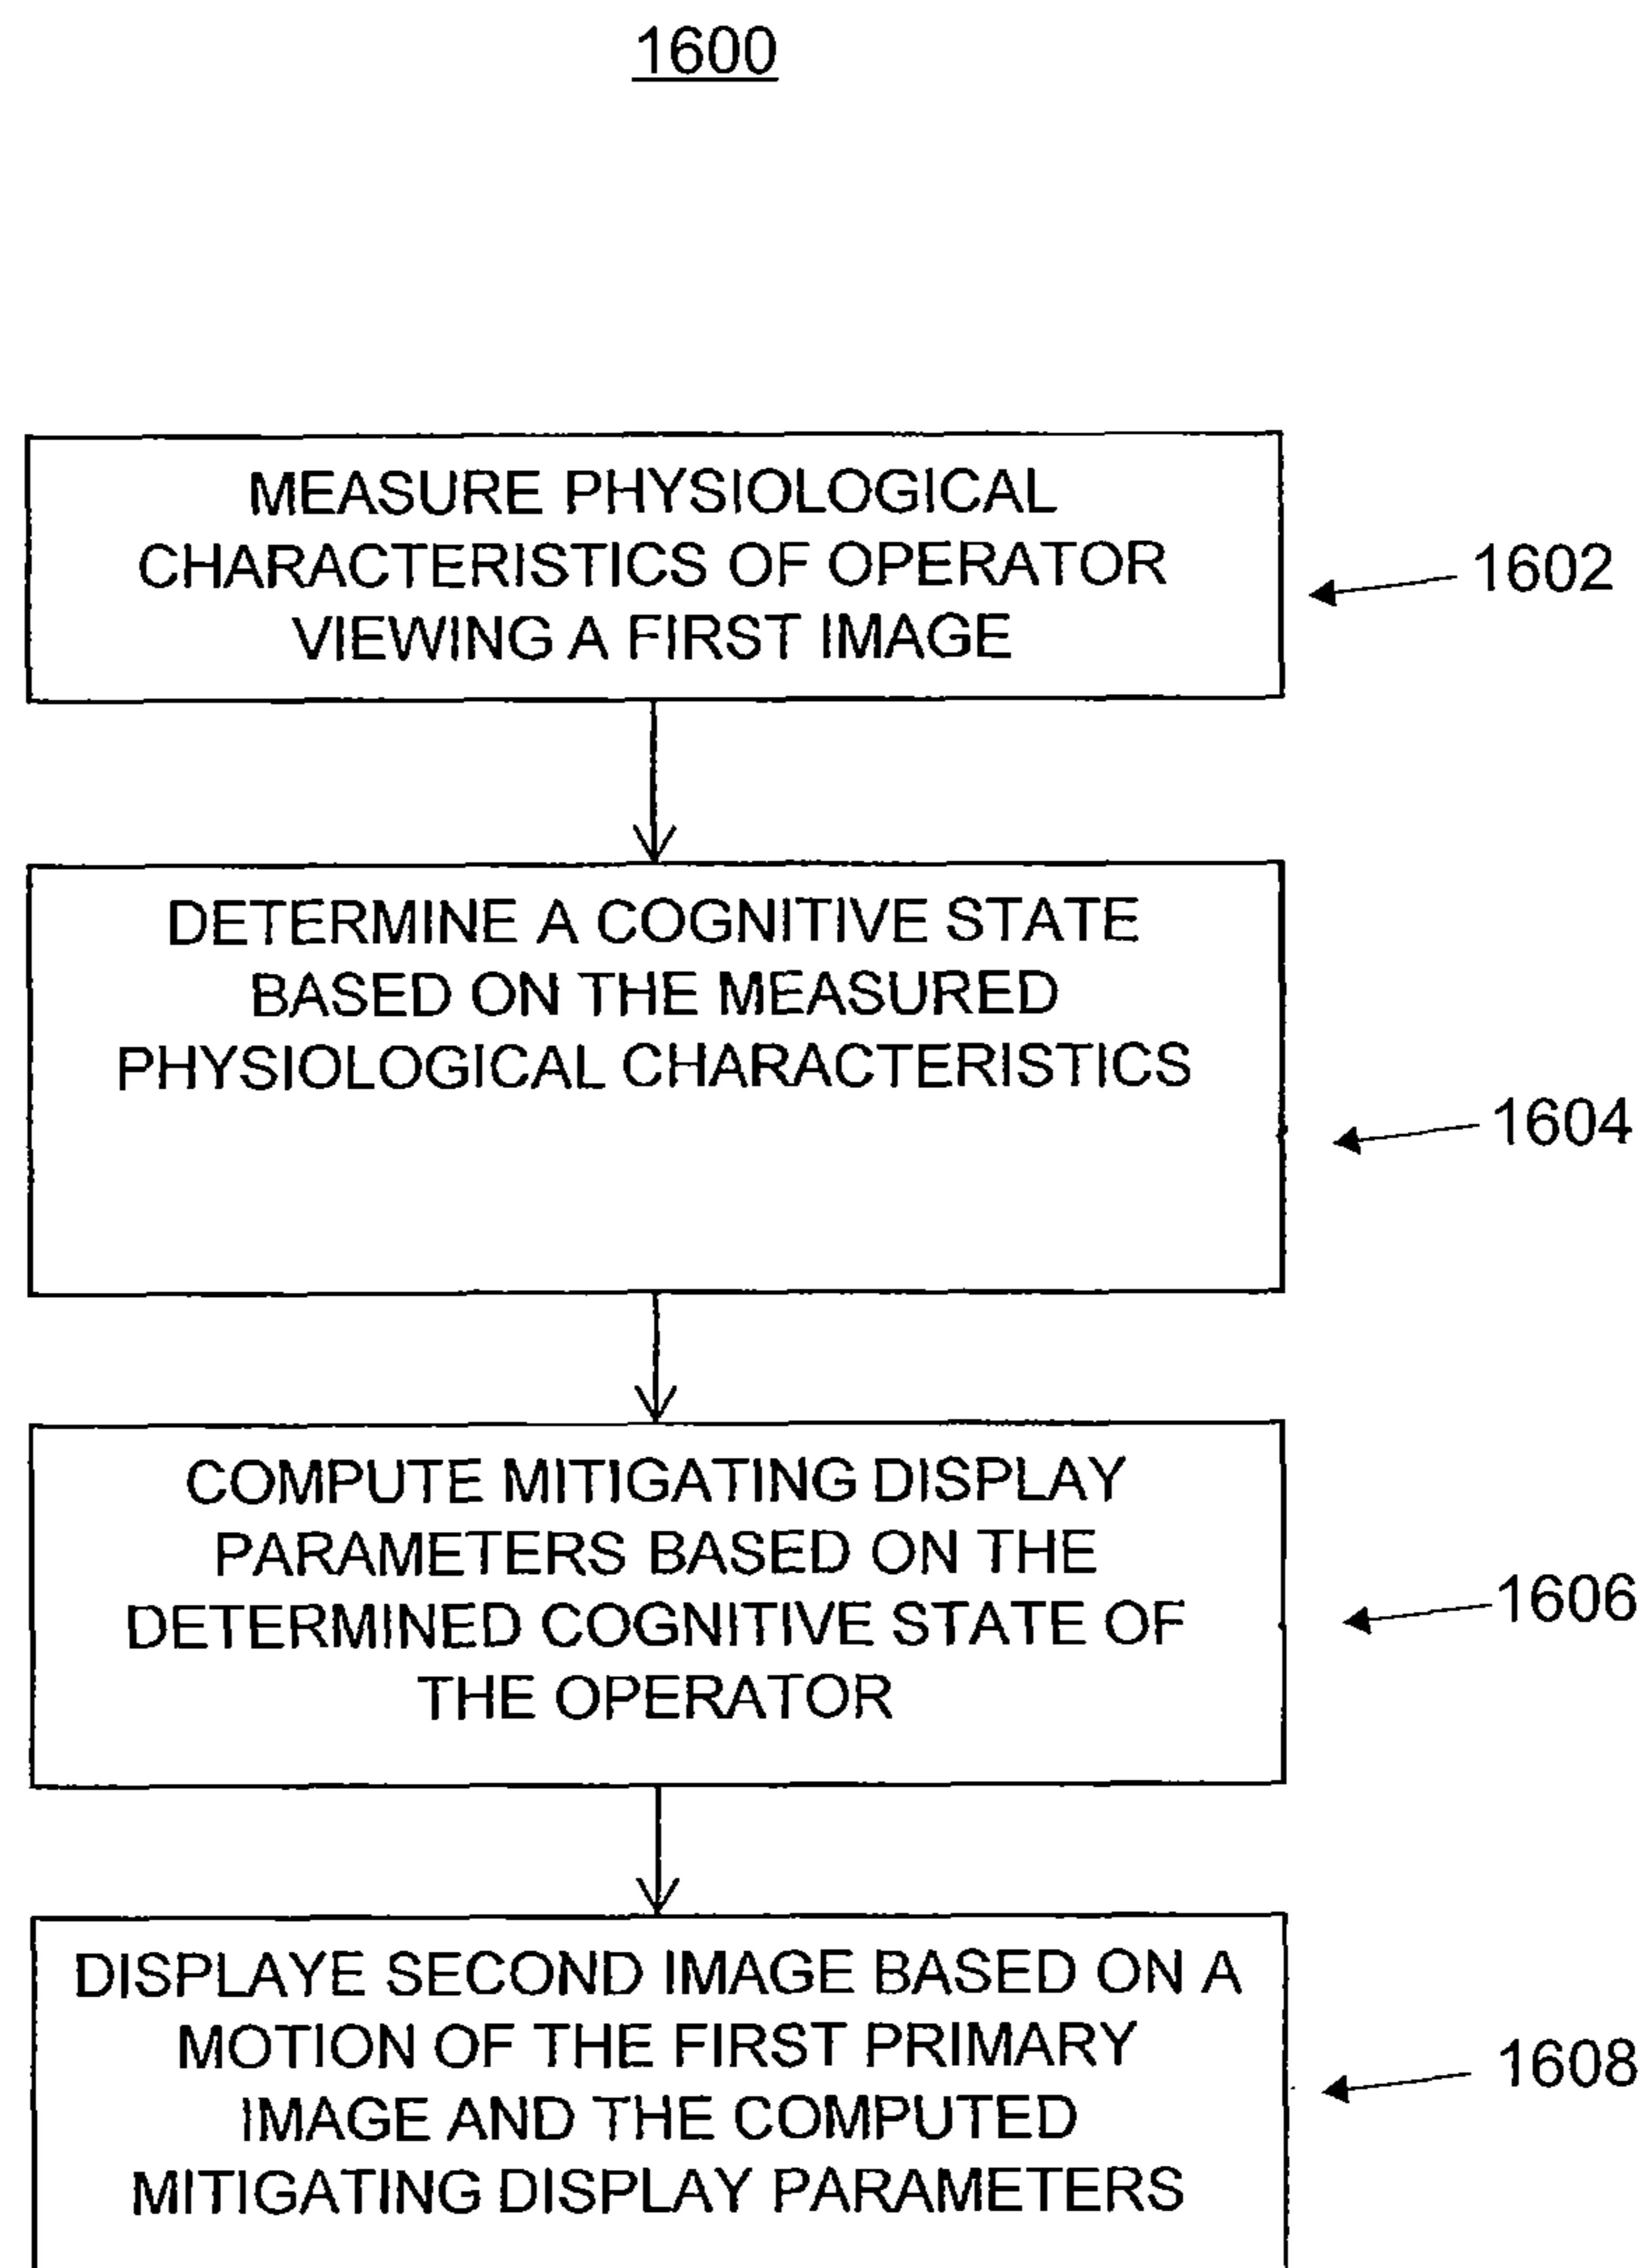 1600
MEASURE PHYSIOLOGICAL
CHARACTERISTICS OF OPERATOR
VIEWING A FIRST IMAGE
1602
DETERMINE A COGNITIVE STATE
BASED ON THE MEASURED
PHYSIOLOGICAL CHARACTERISTICS
1604
COMPUTE MITIGATING DISPLAY
PARAMETERS BASED ON THE
DETERMINED COGNITIVE STATE OF
THE OPERATOR
1606
DISPLAYE SECOND IMAGE BASED ON A
MOTION OF THE FIRST PRIMARY
IMAGE AND THE COMPUTED
MITIGATING DISPLAY PARAMETERS
1608